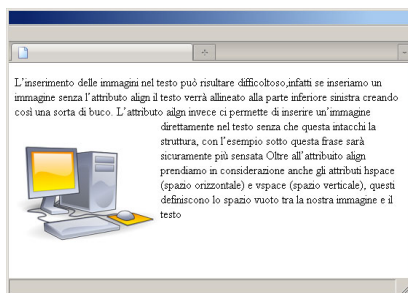 L'inserimento delle immagini nel testo può risultare difficoltoso,infatti se inseriamo un
immagine senza l'attributo align il testo verrà allineato alla parte inferiore sinistra creando
così una sorta di buco. L'attributo ailgn invece ci permette di inserire un'immagine
direttamente nel testo senza che questa intacchi la
struttura, con l'esempio sotto questa frase sarà
sicuramente più sensata Oltre all'attribuito align
prendiamo in considerazione anche gli attributi hspace
(spazio orizzontale) e vspace (spazio verticale), questi
definiscono lo spazio vuoto tra la nostra immagine e il
testo